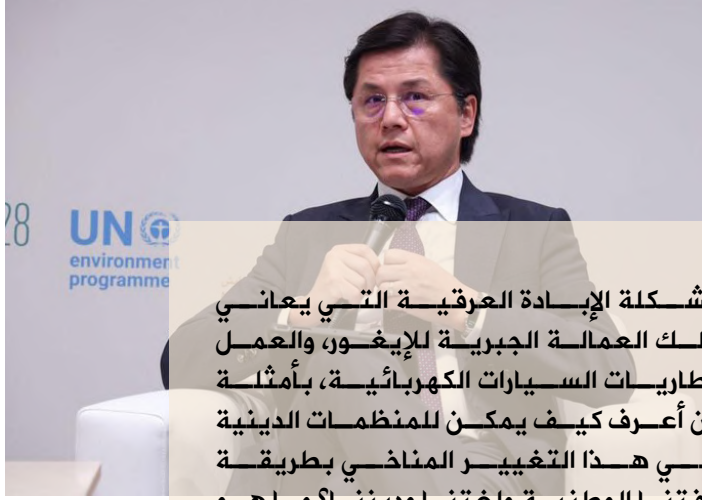 28
UN
environment
programme
شكلة الإبادة العرقية التي يعاني
لك العمالة الجبرية للإيغور، والعمل
طاريات السيارات الكهربائية، بأمثلة
ن أعرف كيف يمكن للمنظمات الدينية
ي هذا التغيير المناخي بطريقة